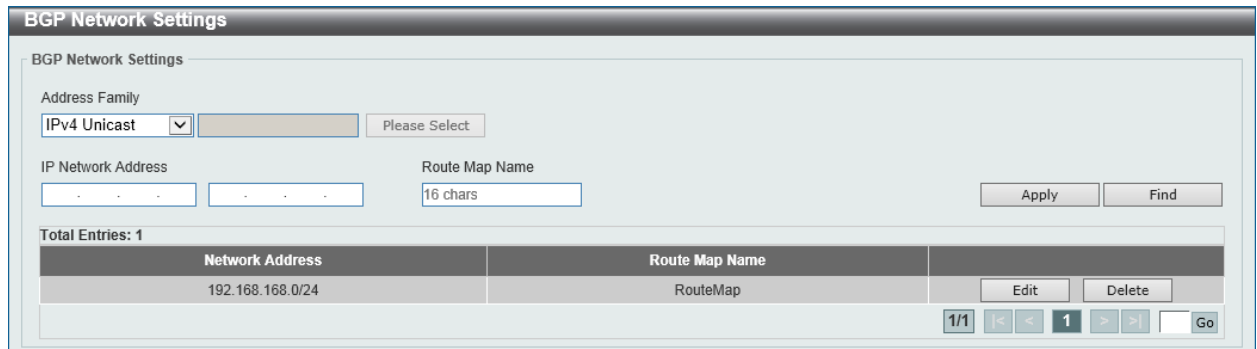 BGP Network Settings
BGP Network Settings
Address Family
IPv4 Unicast Please Select
IP Network Address Route Map Name
. . . . . . 16 chars Apply Find
Total Entries: 1
Network Address Route Map Name
192.168.168.0/24 RouteMap Edit Delete
1/1 |< < 1 > >| Go